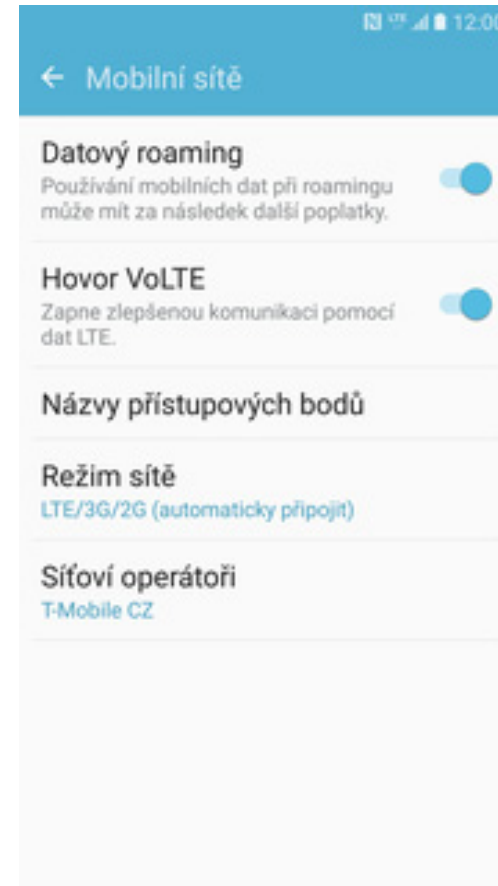 LTE 12:00
Mobilní sítě
Datový roaming
Používání mobilních dat při roamingu
může mít za následek další poplatky.
Hovor VoLTE
Zapne zlepšenou komunikaci pomocí
dat LTE.
Názvy přístupových bodů
Režim sítě
LTE/3G/2G (automaticky připojit)
Síťoví operátoři
T-Mobile CZ